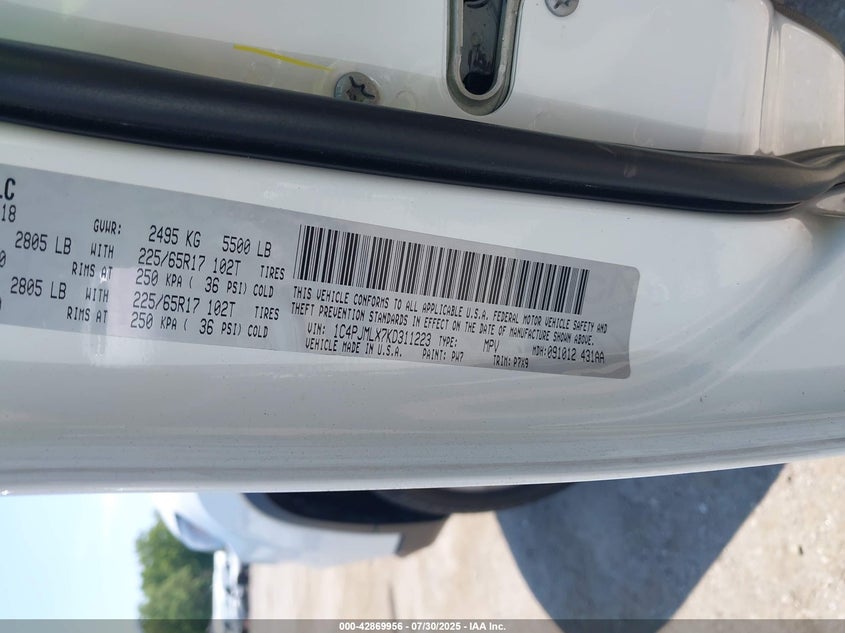 LC
18
GVWR: 2495 KG 5500 LB
2805 LB WITH 225/65R17 102T TIRES
0 RIMS AT 250 KPA ( 36 PSI) COLD
2805 LB WITH 225/65R17 102T TIRES
RIMS AT 250 KPA ( 36 PSI) COLD
THIS VEHICLE CONFORMS TO ALL APPLICABLE U.S.A. FEDERAL MOTOR VEHICLE SAFETY AND
THEFT PREVENTION STANDARDS IN EFFECT ON THE DATE OF MANUFACTURE SHOWN ABOVE.
VIN: 1C4PJMLX7KD311223 TYPE: MPV MDH: 091012 431AA
VEHICLE MADE IN U.S.A. PAINT: PW7 TRIM: P7X9
000-42869956 - 07/30/2025 - IAA Inc.